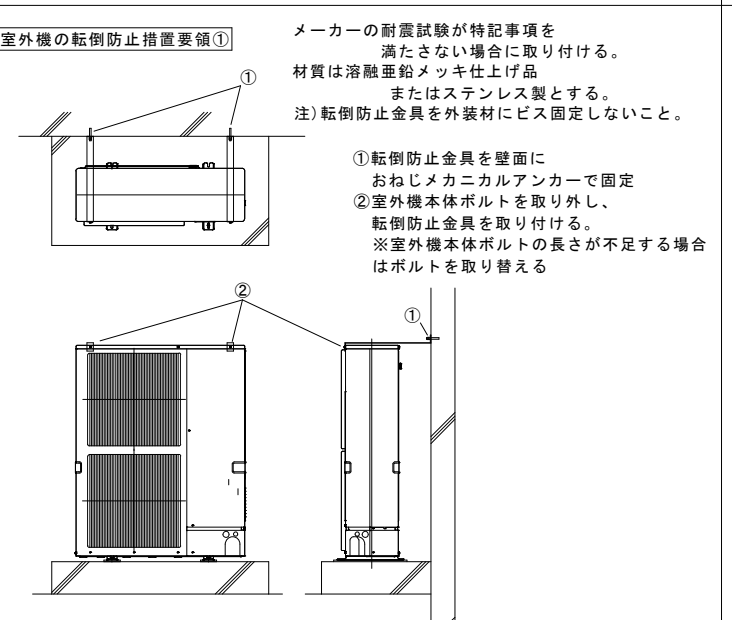 室外機の転倒防止措置要領①
メーカーの耐震試験が特記事項を
満たさない場合に取り付ける。
材質は溶融亜鉛メッキ仕上げ品
またはステンレス製とする。
注)転倒防止金具を外装材にビス固定しないこと。
①
①転倒防止金具を壁面に
おねじメカニカルアンカーで固定
②室外機本体ボルトを取り外し、
転倒防止金具を取り付ける。
※室外機本体ボルトの長さが不足する場合
はボルトを取り替える
②
①